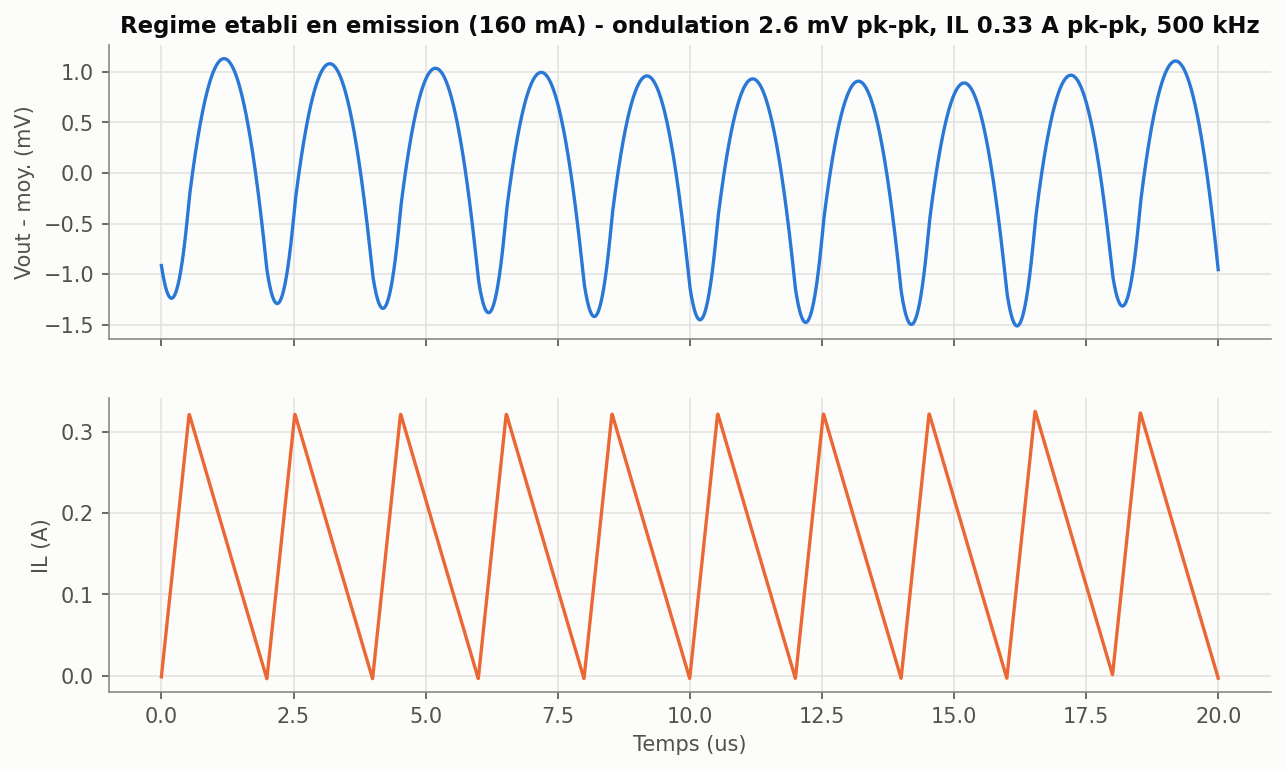 Regime etabli en emission (160 mA) - ondulation 2.6 mV pk-pk, IL 0.33 A pk-pk, 500 kHz
Vout - moy. (mV)
1.0
0.5
0.0
−0.5
−1.0
−1.5
IL (A)
0.3
0.2
0.1
0.0
0.0 2.5 5.0 7.5 10.0 12.5 15.0 17.5 20.0
Temps (us)